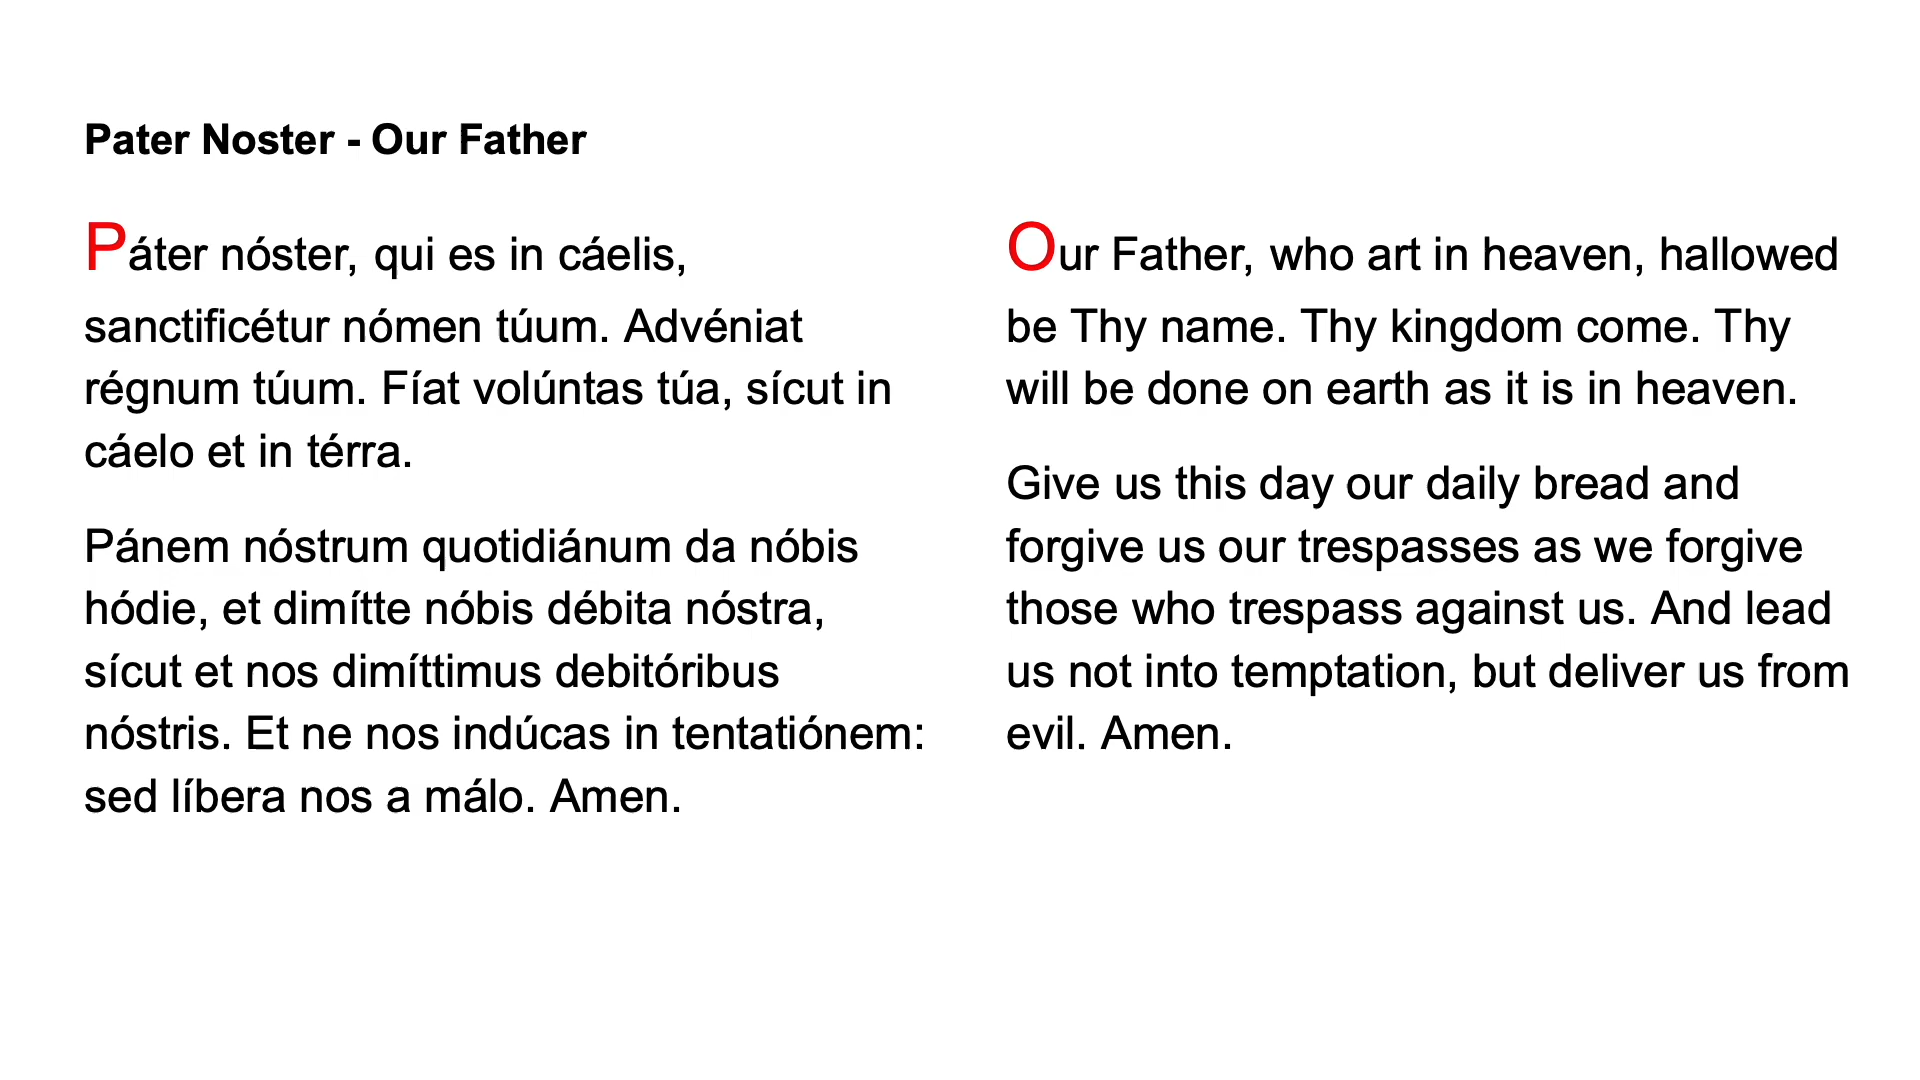 Pater Noster - Our Father
Páter nóster, qui es in cáelis,
sanctificétur nómen túum. Advéniat
régnum túum. Fíat volúntas túa, sícut in
cáelo et in térra.
Pánem nóstrum quotidiánum da nóbis
hódie, et dimítte nóbis débita nóstra,
sícut et nos dimíttimus debitóribus
nóstris. Et ne nos indúcas in tentatiónem:
sed líbera nos a málo. Amen.
Our Father, who art in heaven, hallowed
be Thy name. Thy kingdom come. Thy
will be done on earth as it is in heaven.
Give us this day our daily bread and
forgive us our trespasses as we forgive
those who trespass against us. And lead
us not into temptation, but deliver us from
evil. Amen.